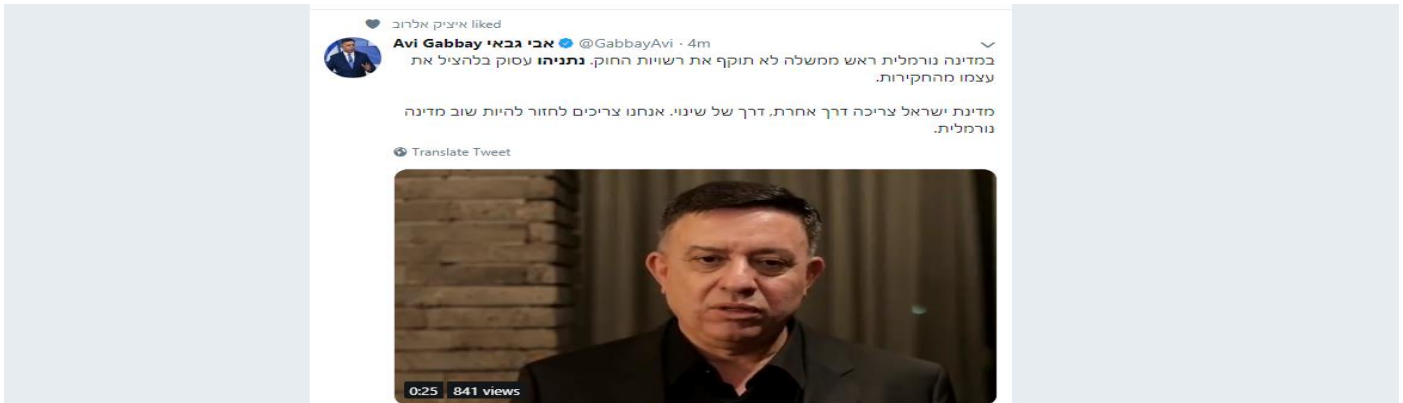 איציק אלרוב liked
Avi Gabbay אבי גבאי @GabbayAvi · 4m
במדינה נורמלית ראש ממשלה לא תוקף את רשויות החוק. נתניהו עסוק בלהציל את
עצמו מהחקירות.
מדינת ישראל צריכה דרך אחרת, דרך של שינוי. אנחנו צריכים לחזור להיות שוב מדינה
נורמלית.
Translate Tweet
0:25 841 views